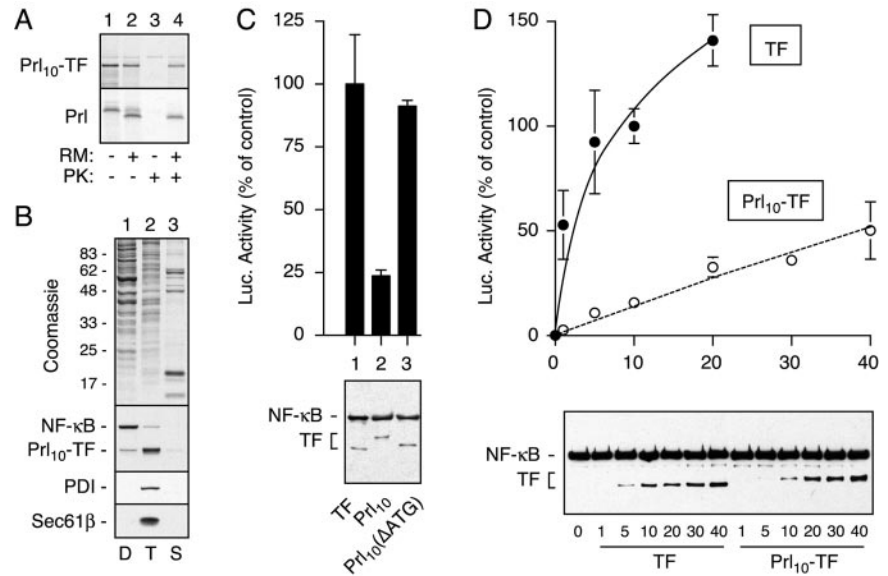 A
1 2 3 4
Prl10-TF
Prl
RM: - + - +
PK: - - + +
B
1 2 3
Coomassie
83 -
62 -
48 -
33 -
25 -
17 -
NF-κB
Prl10-TF
PDI
Sec61β
D T S
C
Luc. Activity (% of control)
125
100
75
50
25
0
1 2 3
NF-κB -
TF [
TF
Prl10
Prl10(ΔATG)
D
Luc. Activity (% of control)
150
100
50
0
0 10 20 30 40
TF
Prl10-TF
NF-κB -
TF [
0 1 5 10 20 30 40 1 5 10 20 30 40
TF Prl10-TF